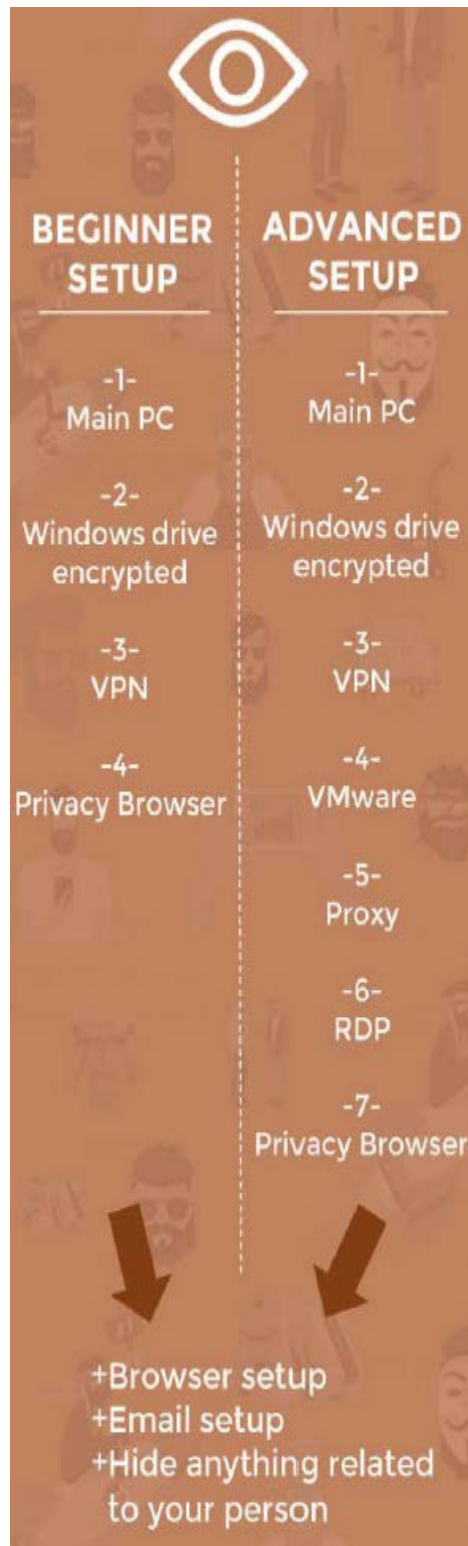 BEGINNER
SETUP
-1-
Main PC
-2-
Windows drive
encrypted
-3-
VPN
-4-
Privacy Browser
ADVANCED
SETUP
-1-
Main PC
-2-
Windows drive
encrypted
-3-
VPN
-4-
VMware
-5-
Proxy
-6-
RDP
-7-
Privacy Browser
+Browser setup
+Email setup
+Hide anything related
to your person